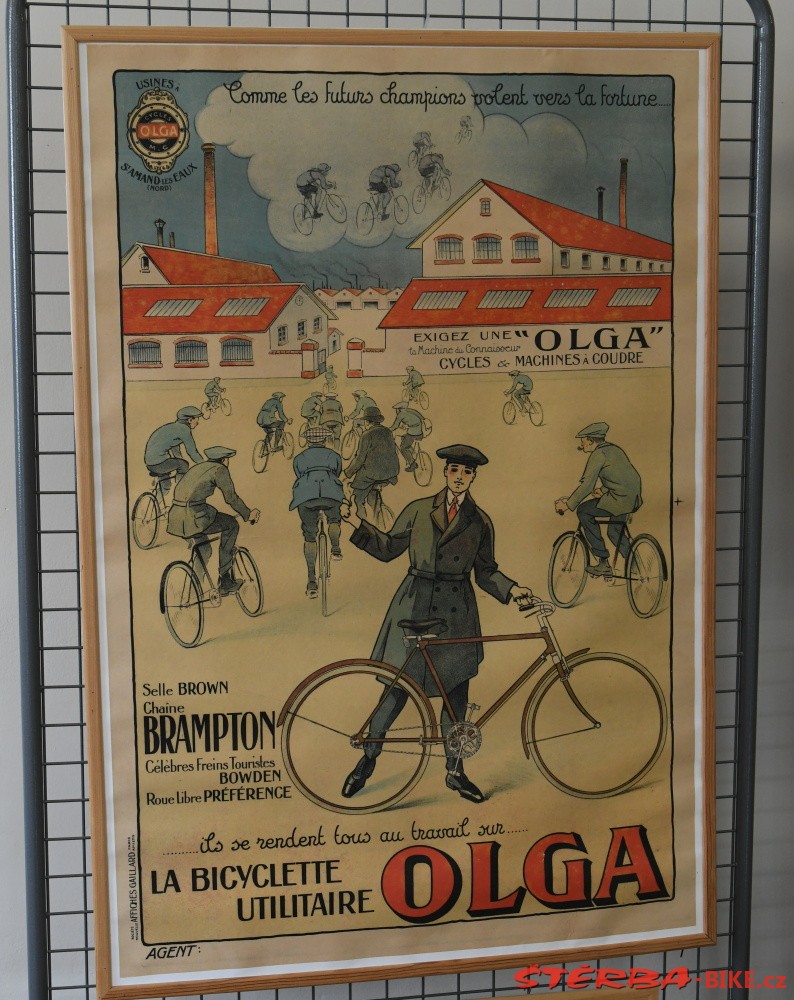 USINES À
CYCLES
OLGA
M.C
St AMAND LES EAUX
(NORD)
Comme les futurs champions volent vers la fortune.....
EXIGEZ UNE "OLGA"
la Machine du Connaisseur
CYCLES & MACHINES À COUDRE
Selle BROWN
Chaîne
BRAMPTON
Célèbres Freins Touristes
BOWDEN
Roue Libre PRÉFÉRENCE
.........ils se rendent tous au travail sur......
LA BICYCLETTE
UTILITAIRE
OLGA
AFFICHES GAILLARD
PARIS
AGENT:
ŠTĚRBA-BIKE.cz